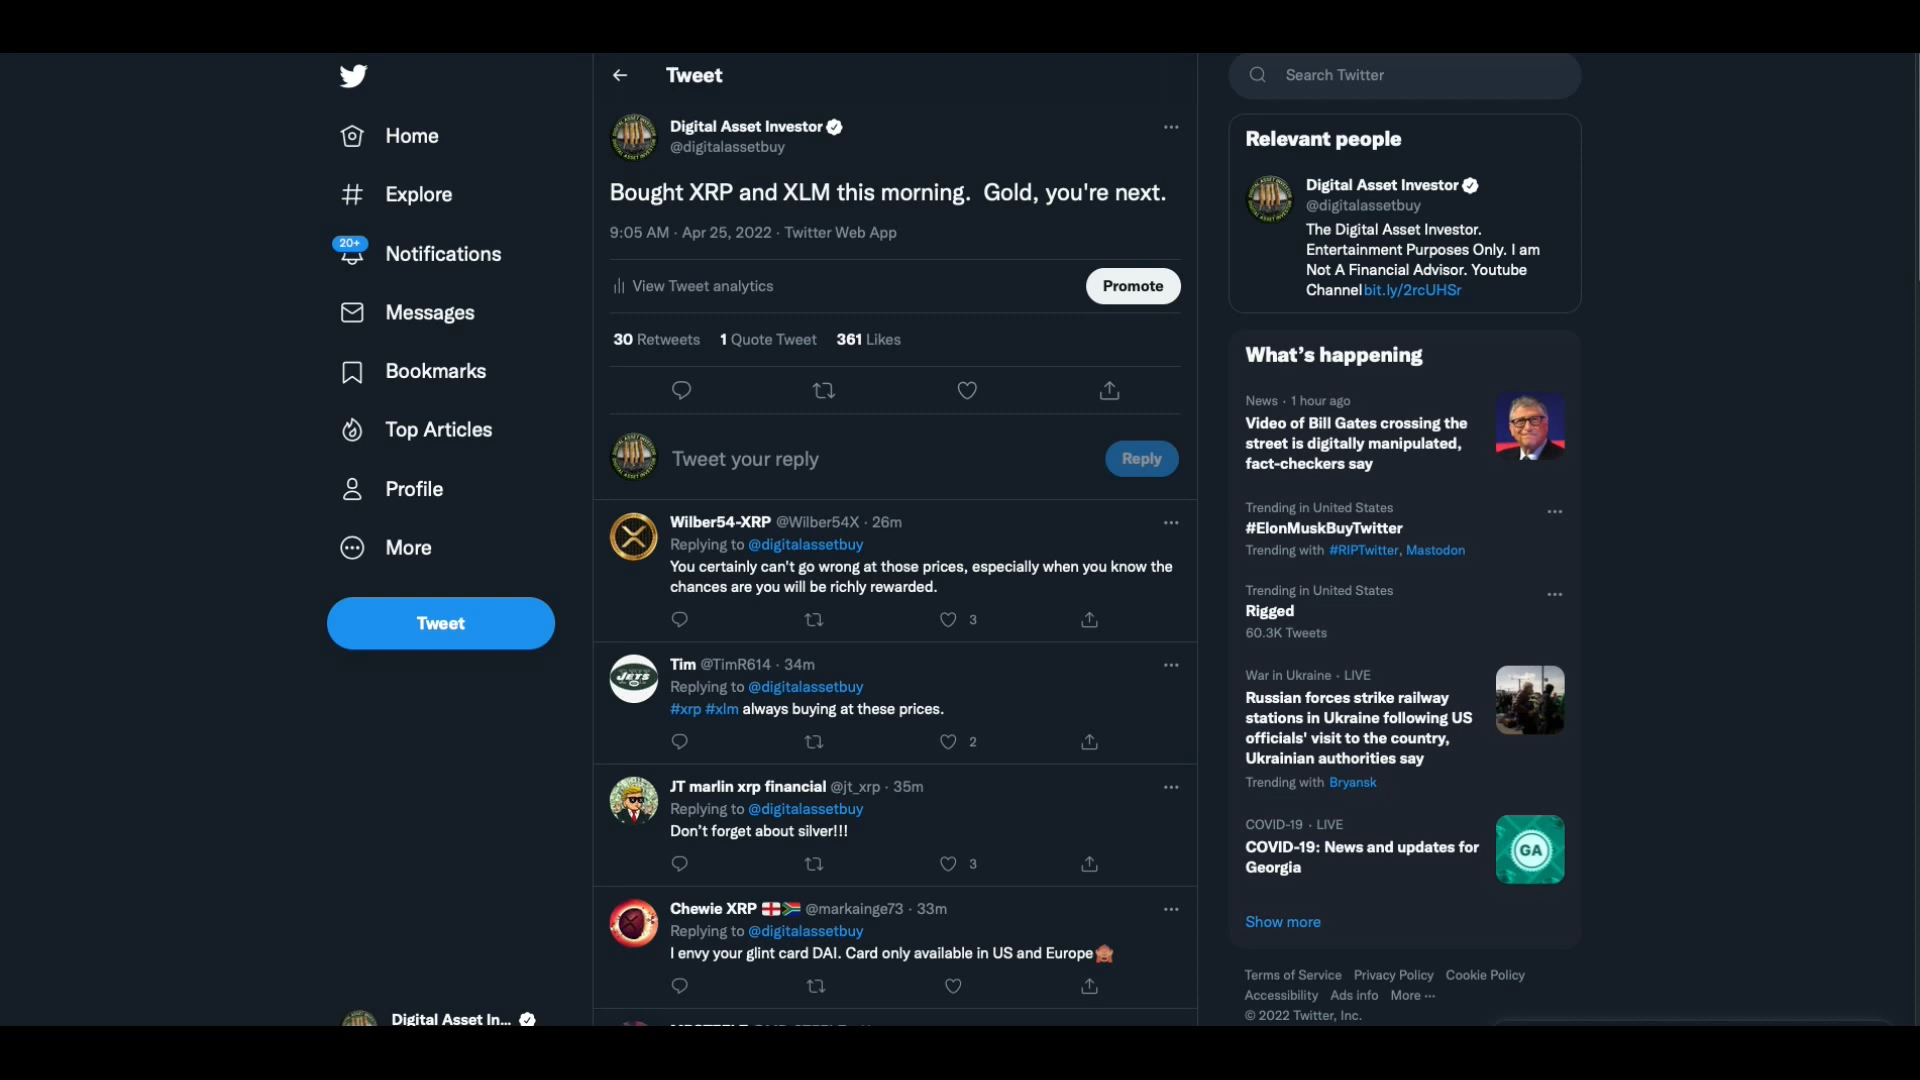 Home
Explore
20+
Notifications
Messages
Bookmarks
Top Articles
Profile
More
Tweet
Digital Asset In...
Tweet
Digital Asset Investor
@digitalassetbuy
Bought XRP and XLM this morning.  Gold, you're next.
9:05 AM · Apr 25, 2022 · Twitter Web App
View Tweet analytics
Promote
30 Retweets 1 Quote Tweet 361 Likes
Tweet your reply
Reply
Wilber54-XRP @Wilber54X · 26m
Replying to @digitalassetbuy
You certainly can't go wrong at those prices, especially when you know the
chances are you will be richly rewarded.
3
Tim @TimR614 · 34m
Replying to @digitalassetbuy
#xrp #xlm always buying at these prices.
2
JT marlin xrp financial @jt_xrp · 35m
Replying to @digitalassetbuy
Don't forget about silver!!!
3
Chewie XRP 🏴󠁧󠁢󠁥󠁮󠁧󠁿🇿🇦 @markainge73 · 33m
Replying to @digitalassetbuy
I envy your glint card DAI. Card only available in US and Europe🙈
Search Twitter
Relevant people
Digital Asset Investor
@digitalassetbuy
The Digital Asset Investor.
Entertainment Purposes Only. I am
Not A Financial Advisor. Youtube
Channel bit.ly/2rcUHSr
What's happening
News · 1 hour ago
Video of Bill Gates crossing the
street is digitally manipulated,
fact-checkers say
Trending in United States
#ElonMuskBuyTwitter
Trending with #RIPTwitter, Mastodon
Trending in United States
Rigged
60.3K Tweets
War in Ukraine · LIVE
Russian forces strike railway
stations in Ukraine following US
officials' visit to the country,
Ukrainian authorities say
Trending with Bryansk
COVID-19 · LIVE
COVID-19: News and updates for
Georgia
GA
Show more
Terms of Service Privacy Policy Cookie Policy
Accessibility Ads info More ···
© 2022 Twitter, Inc.